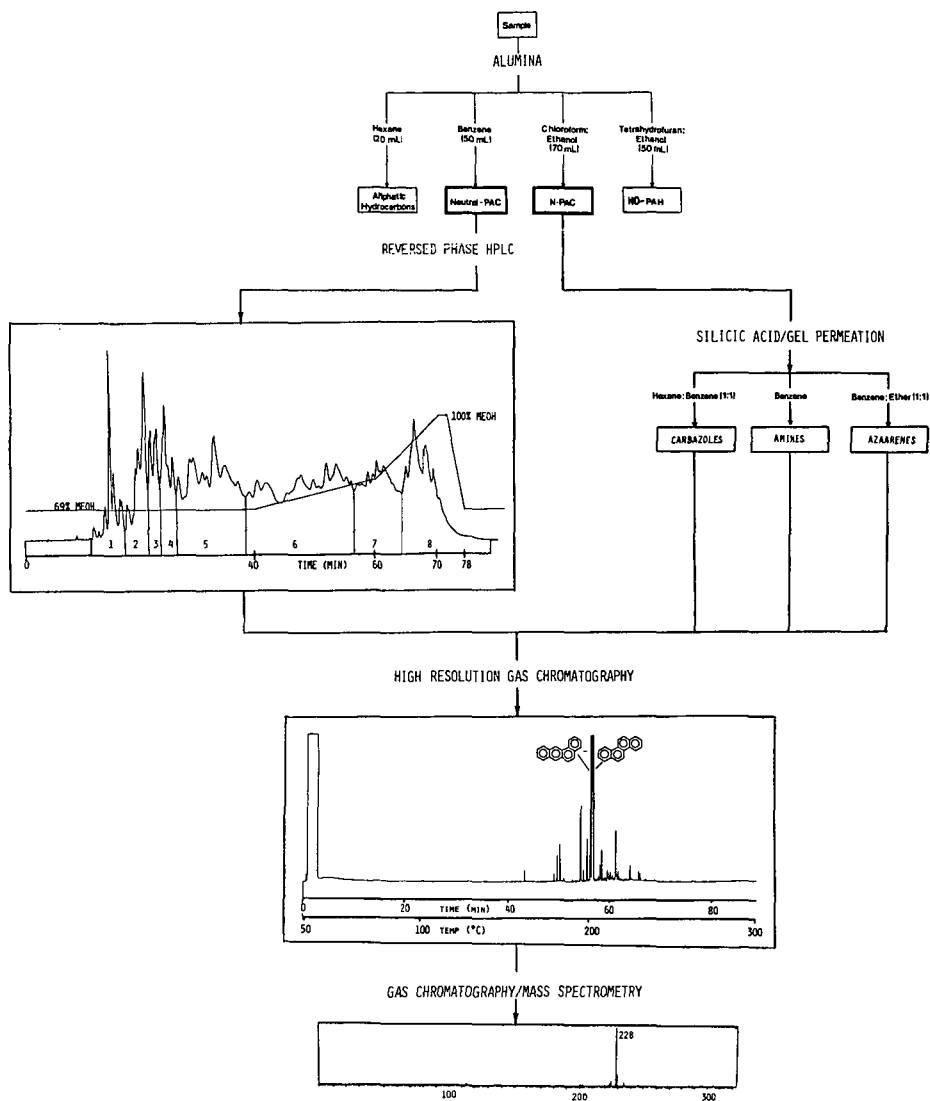 Sample
ALUMINA
Hexane
(20 mL)
Benzene
(50 mL)
Chloroform:
Ethanol
(70 mL)
Tetrahydrofuran:
Ethanol
(50 mL)
Aliphatic
Hydrocarbons
Neutral-PAC
N-PAC
HO-PAH
REVERSED PHASE HPLC
SILICIC ACID/GEL PERMEATION
Hexane:Benzene (1:1)
Benzene
Benzene:Ether (1:1)
CARBAZOLES
AMINES
AZAARENES
100% MEOH
69% MEOH
1 2 3 4 5 6 7 8
0 40 TIME (MIN) 60 70 78
HIGH RESOLUTION GAS CHROMATOGRAPHY
0 20 TIME (MIN) 40 60 80
50 100 TEMP (°C) 200 300
GAS CHROMATOGRAPHY/MASS SPECTROMETRY
228
100 200 300